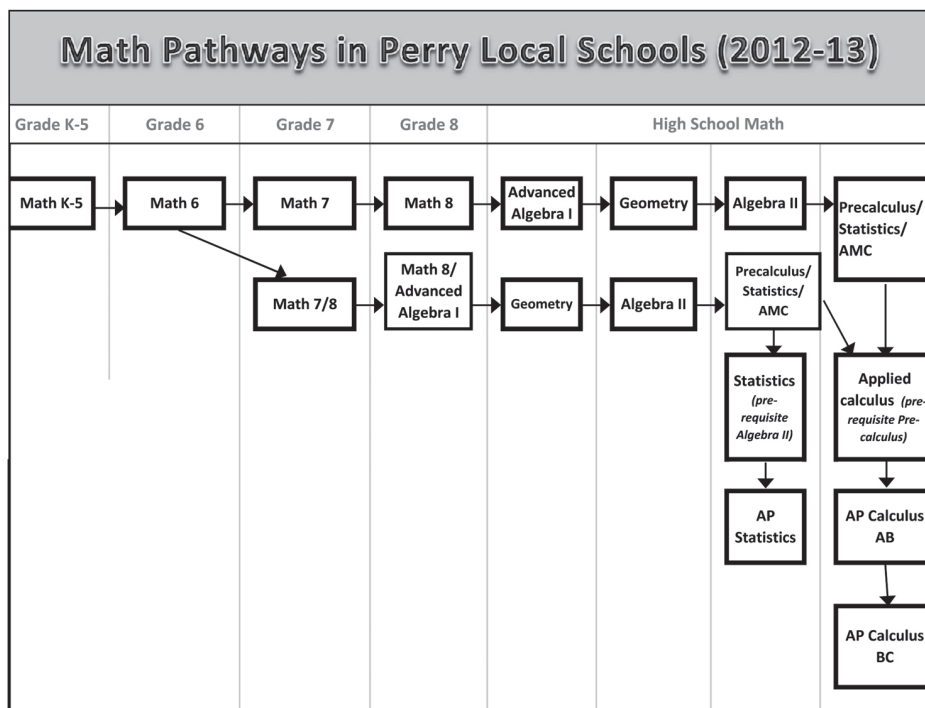 Math Pathways in Perry Local Schools (2012-13)
Grade K-5
Grade 6
Grade 7
Grade 8
High School Math
Math K-5
Math 6
Math 7
Math 8
Advanced
Algebra I
Geometry
Algebra II
Precalculus/
Statistics/
AMC
Math 7/8
Math 8/
Advanced
Algebra I
Geometry
Algebra II
Precalculus/
Statistics/
AMC
Statistics
(pre-
requisite
Algebra II)
Applied
calculus (pre-
requisite Pre-
calculus)
AP
Statistics
AP Calculus
AB
AP Calculus
BC